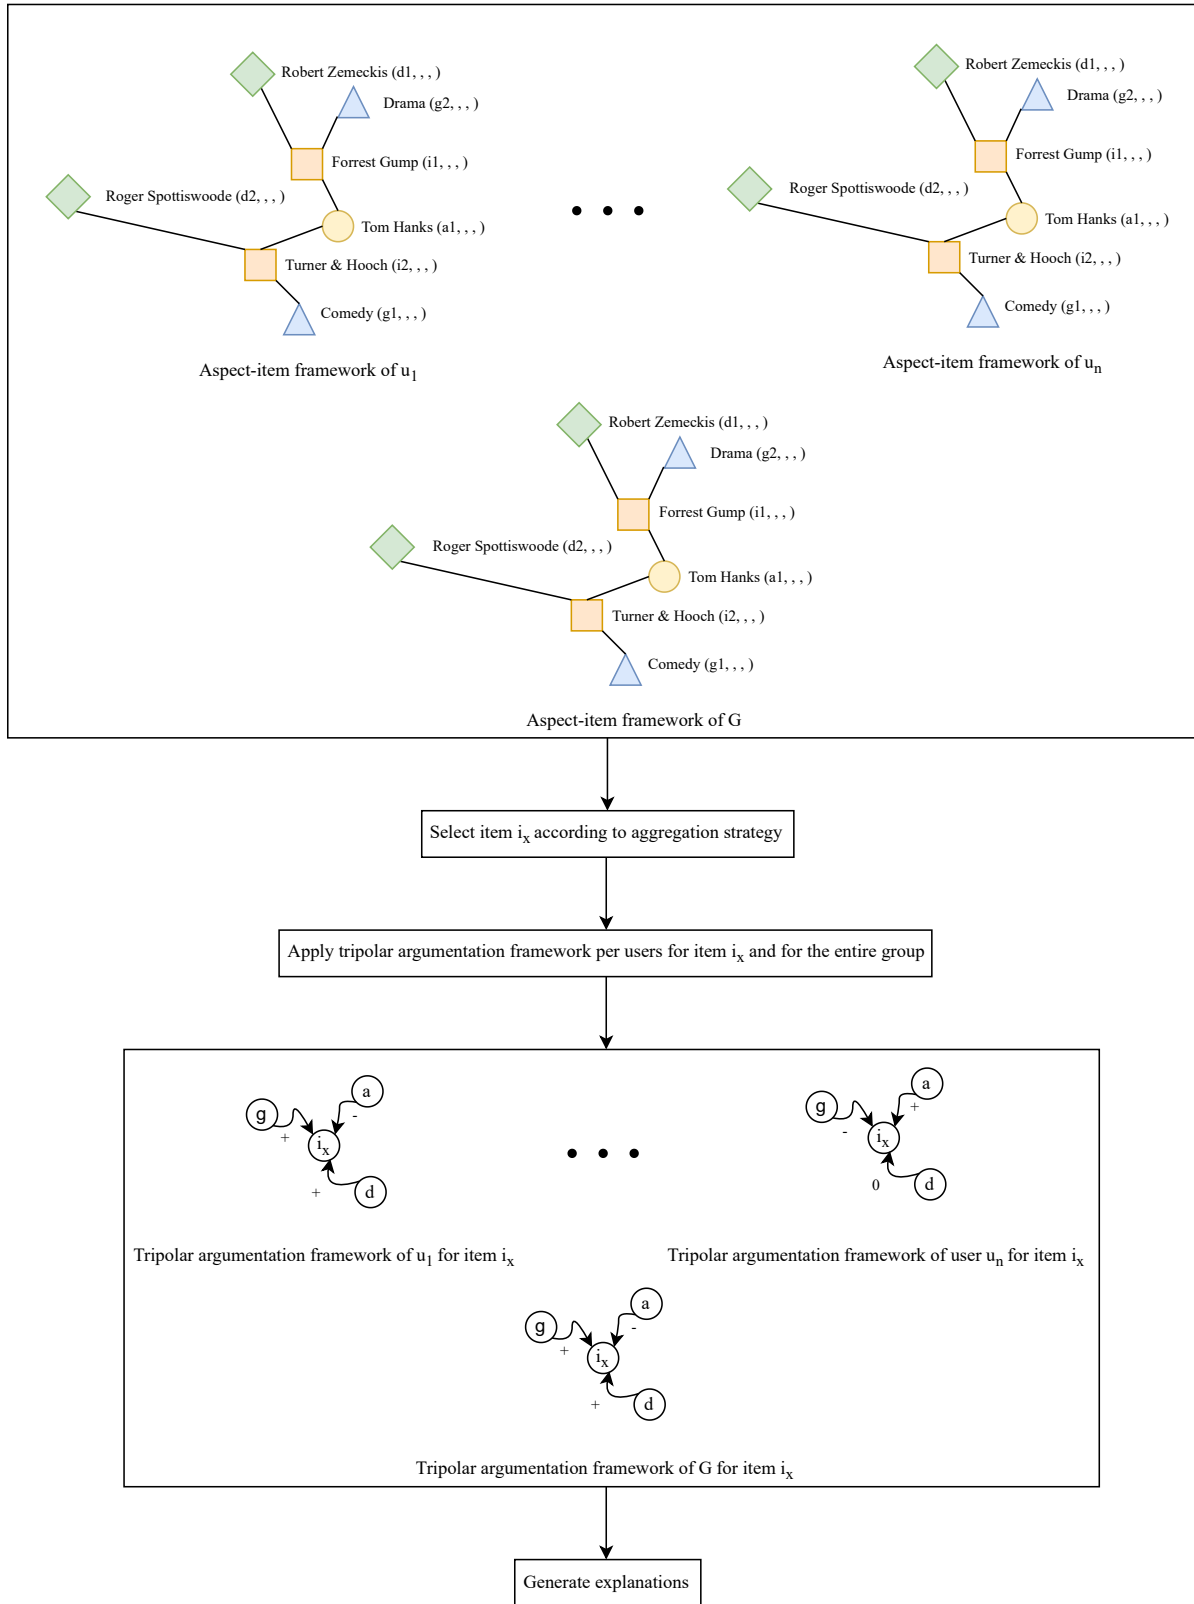 Robert Zemeckis (d1, , , )
Drama (g2, , , )
Forrest Gump (i1, , , )
Roger Spottiswoode (d2, , , )
Tom Hanks (a1, , , )
Turner & Hooch (i2, , , )
Comedy (g1, , , )
Aspect-item framework of u1
Robert Zemeckis (d1, , , )
Drama (g2, , , )
Forrest Gump (i1, , , )
Roger Spottiswoode (d2, , , )
Tom Hanks (a1, , , )
Turner & Hooch (i2, , , )
Comedy (g1, , , )
Aspect-item framework of un
Robert Zemeckis (d1, , , )
Drama (g2, , , )
Forrest Gump (i1, , , )
Roger Spottiswoode (d2, , , )
Tom Hanks (a1, , , )
Turner & Hooch (i2, , , )
Comedy (g1, , , )
Aspect-item framework of G
Select item ix according to aggregation strategy
Apply tripolar argumentation framework per users for item ix and for the entire group
a
g
-
+
ix
+
d
Tripolar argumentation framework of u1 for item ix
a
g
+
-
ix
0
d
Tripolar argumentation framework of user un for item ix
a
g
-
+
ix
+
d
Tripolar argumentation framework of G for item ix
Generate explanations